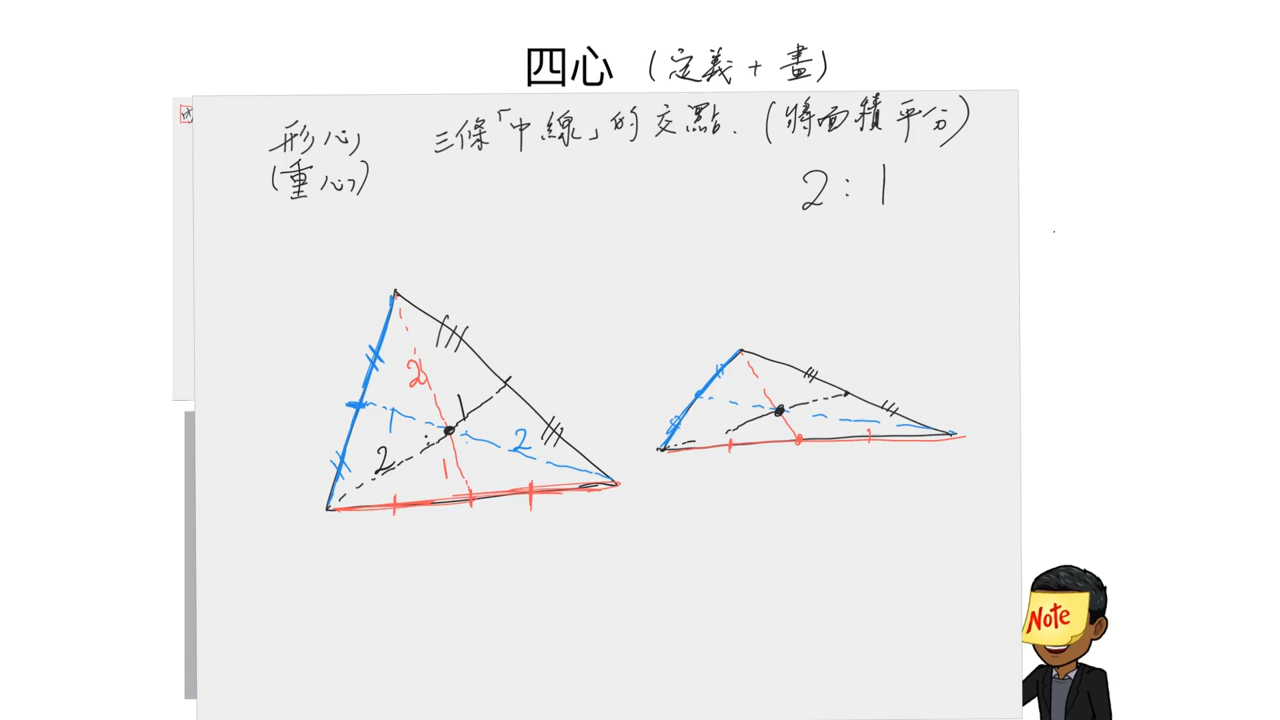 四心 (定義 + 畫)
形心 三條「中線」的交點. (將面積平分)
(重心)
2 : 1
2
1
1
2
2
1
Note